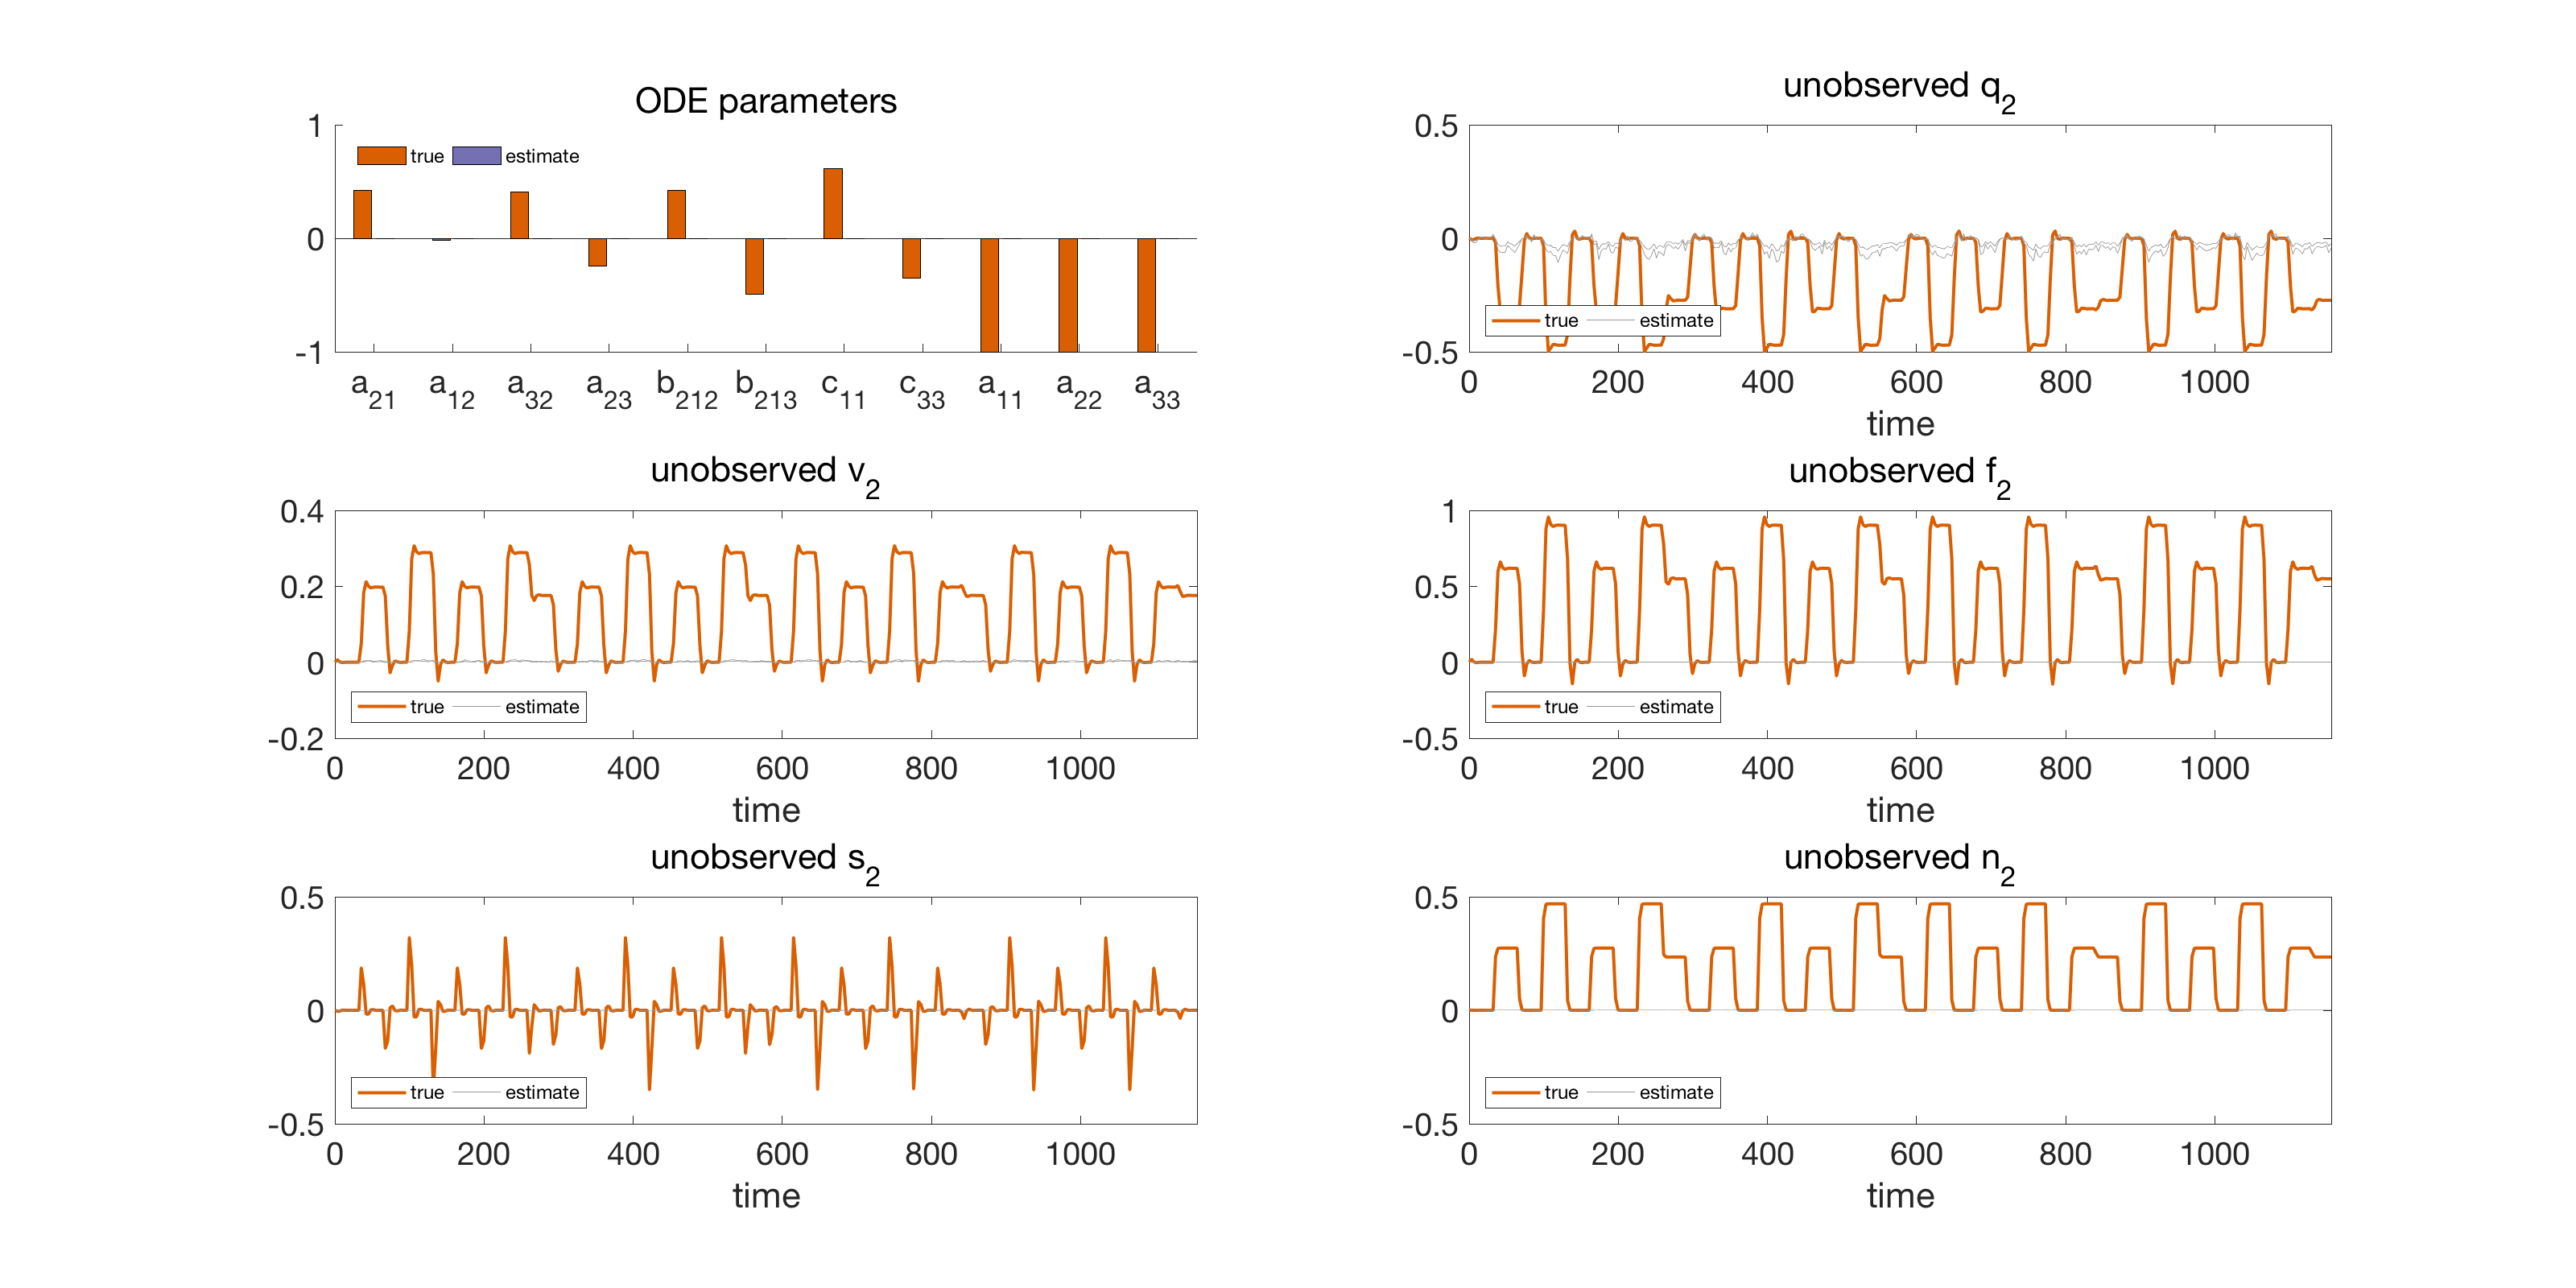 ODE parameters
1
0
-1
true estimate
a21 a12 a32 a23 b212 b213 c11 c33 a11 a22 a33
unobserved q2
0.5
0
-0.5
true estimate
0 200 400 600 800 1000
time
unobserved v2
0.4
0.2
0
-0.2
true estimate
0 200 400 600 800 1000
time
unobserved f2
1
0.5
0
-0.5
true estimate
0 200 400 600 800 1000
time
unobserved s2
0.5
0
-0.5
true estimate
0 200 400 600 800 1000
time
unobserved n2
0.5
0
-0.5
true estimate
0 200 400 600 800 1000
time